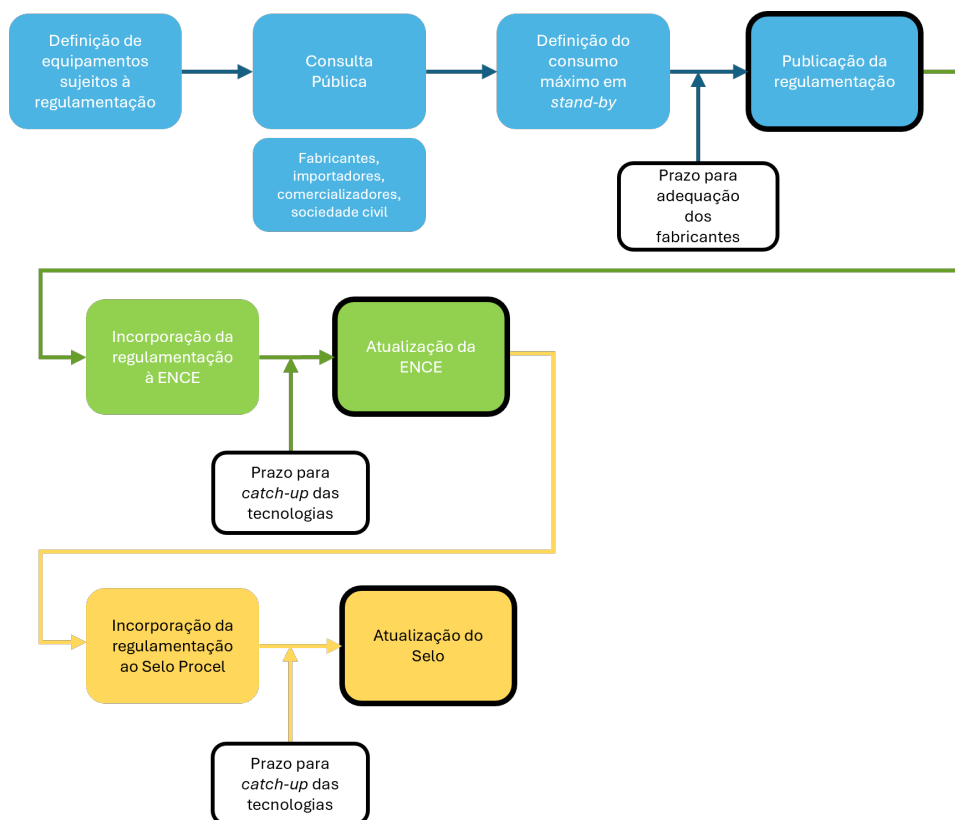 Definição de
equipamentos
sujeitos à
regulamentação
Consulta
Pública
Definição do
consumo
máximo em
stand-by
Publicação da
regulamentação
Fabricantes,
importadores,
comercializadores,
sociedade civil
Prazo para
adequação
dos
fabricantes
Incorporação da
regulamentação
à ENCE
Atualização da
ENCE
Prazo para
catch-up das
tecnologias
Incorporação da
regulamentação
ao Selo Procel
Atualização do
Selo
Prazo para
catch-up das
tecnologias